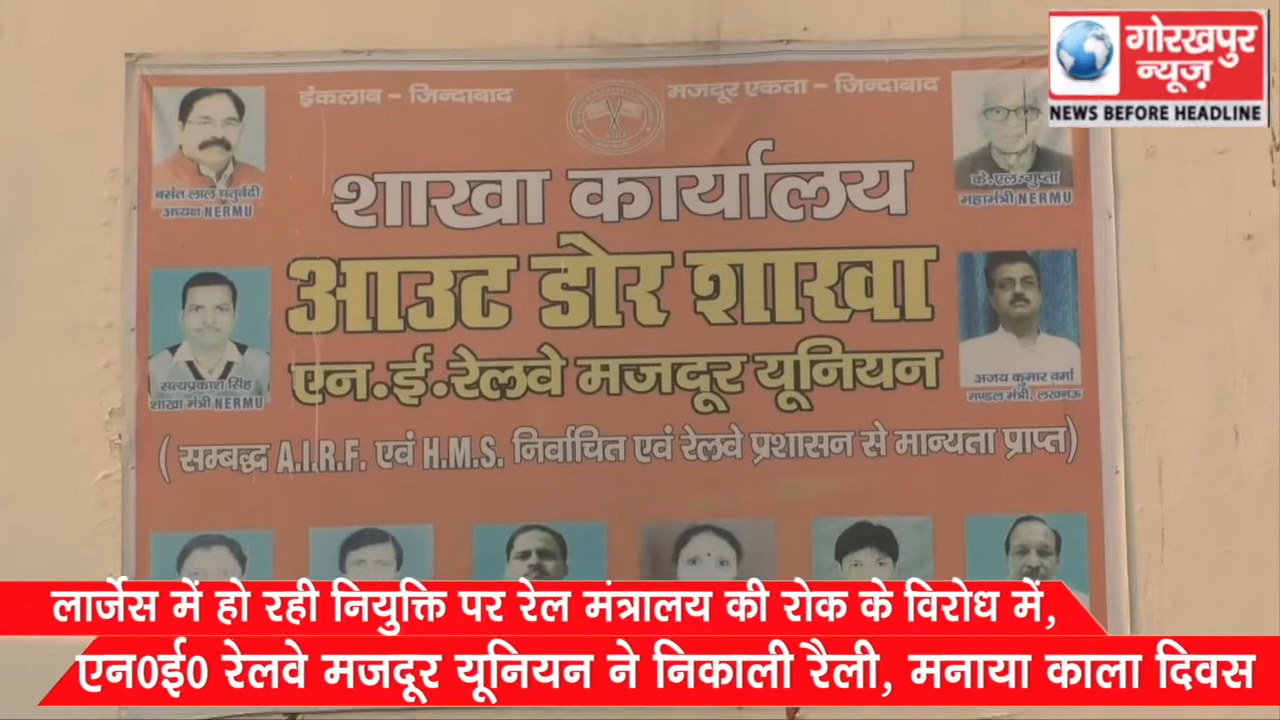 गोरखपुर
न्यूज़
NEWS BEFORE HEADLINE
इंकलाब - जिन्दाबाद
मजदूर एकता - जिन्दाबाद
बसंत लाल चतुर्वेदी
अध्यक्ष NERMU
के.एल.गुप्ता
महामंत्री NERMU
शाखा कार्यालय
आउट डोर शाखा
एन.ई.रेलवे मजदूर यूनियन
सत्यप्रकाश सिंह
शाखा मंत्री NERMU
अजय कुमार वर्मा
मण्डल मंत्री, लखनऊ
( सम्बद्ध A.I.R.F. एवं H.M.S. निर्वाचित एवं रेलवे प्रशासन से मान्यता प्राप्त)
लार्जेस में हो रही नियुक्ति पर रेल मंत्रालय की रोक के विरोध में,
एन0ई0 रेलवे मजदूर यूनियन ने निकाली रैली, मनाया काला दिवस